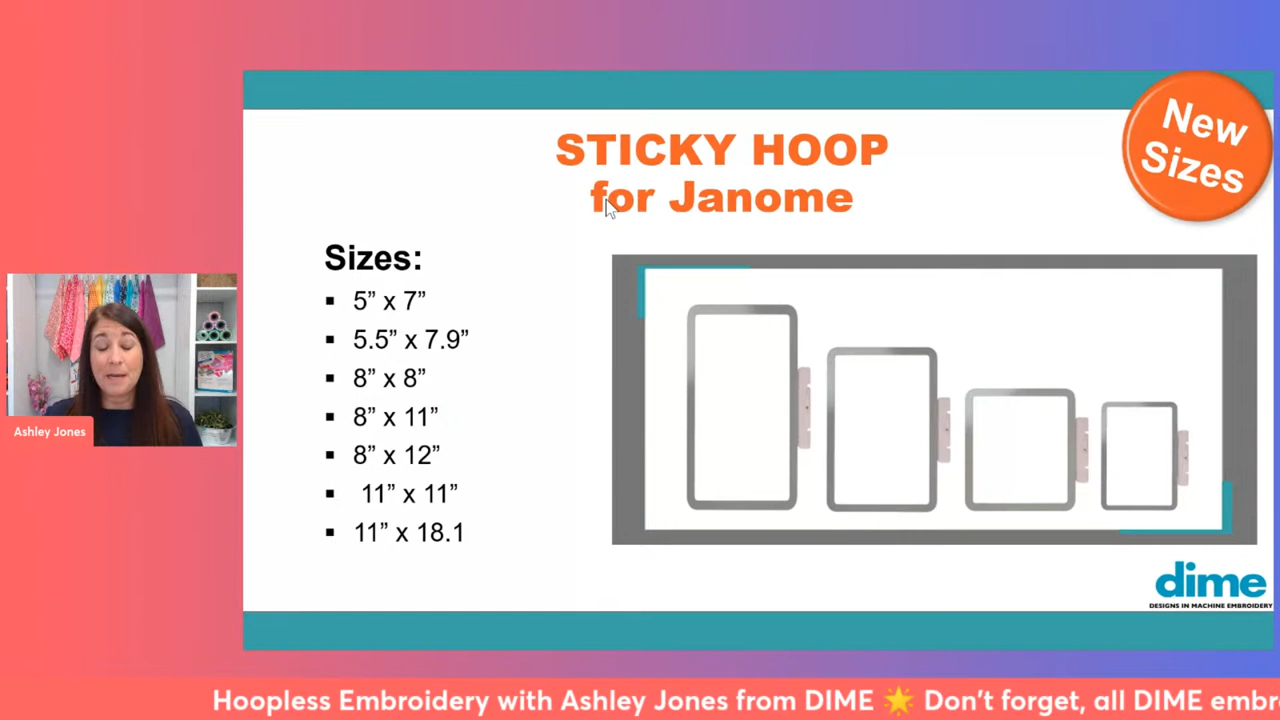 New
Sizes
STICKY HOOP
for Janome
Sizes:
▪ 5” x 7”
▪ 5.5” x 7.9”
▪ 8” x 8”
▪ 8” x 11”
▪ 8” x 12”
▪ 11” x 11”
▪ 11” x 18.1
Ashley Jones
dime
DESIGNS IN MACHINE EMBROIDERY
Hoopless Embroidery with Ashley Jones from DIME 🌟 Don’t forget, all DIME embr